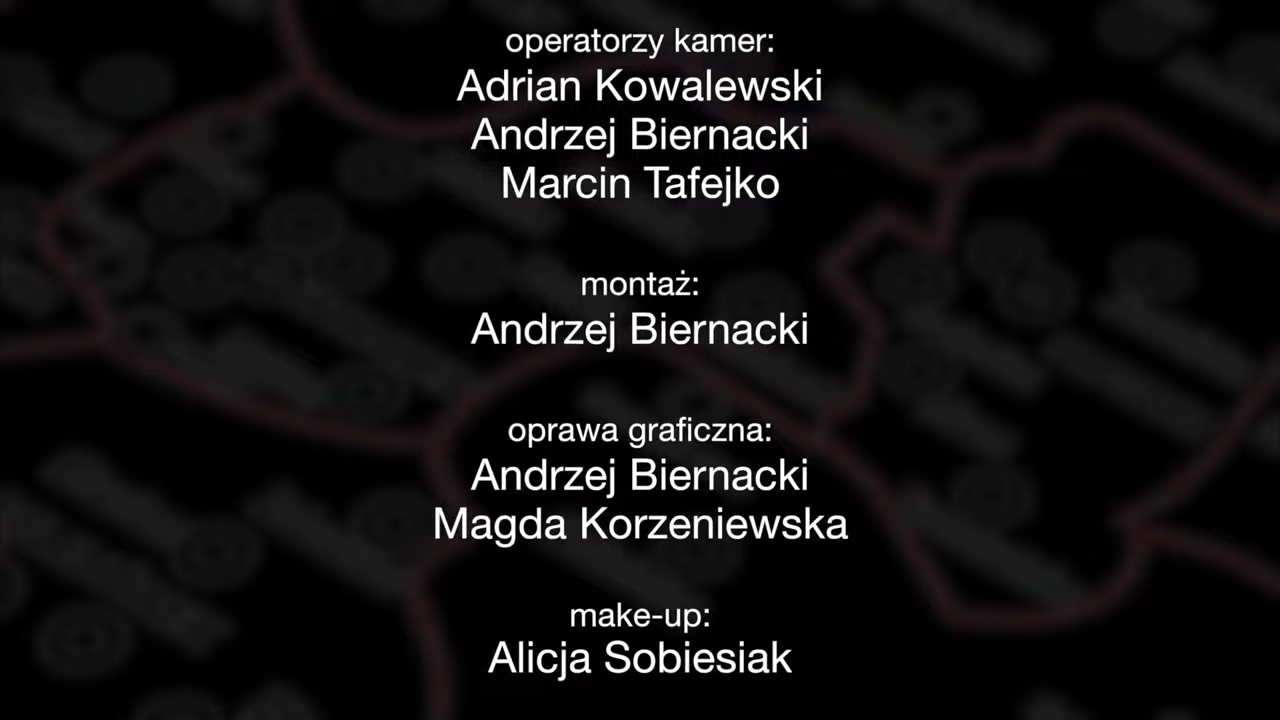 operatorzy kamer:
Adrian Kowalewski
Andrzej Biernacki
Marcin Tafejko
montaż:
Andrzej Biernacki
oprawa graficzna:
Andrzej Biernacki
Magda Korzeniewska
make-up:
Alicja Sobiesiak